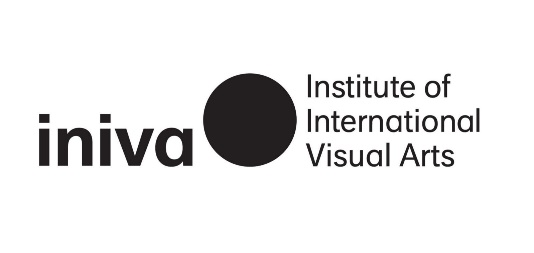 iniva
Institute of
International
Visual Arts